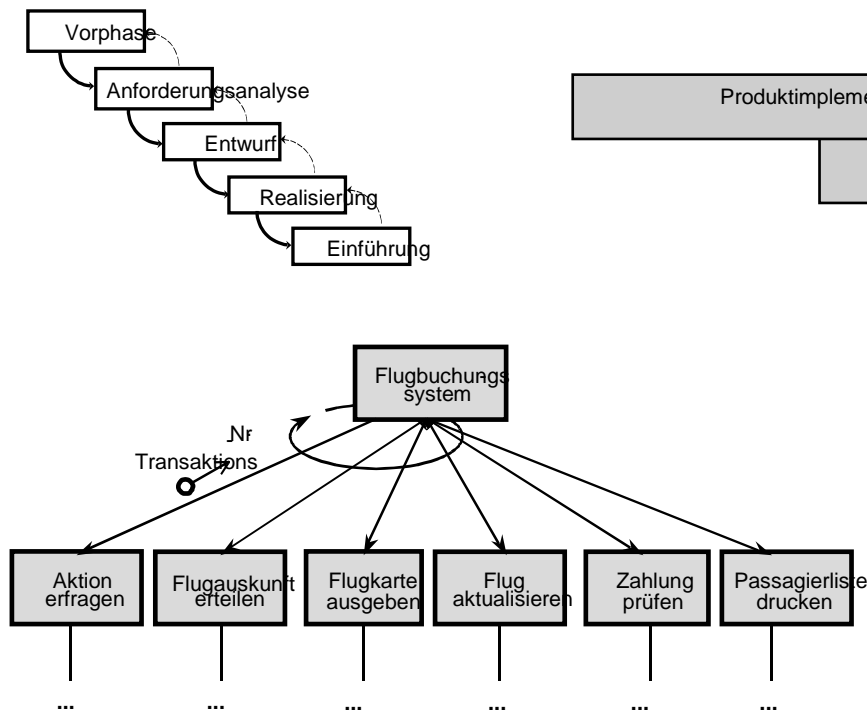 Vorphase
Anforderungsanalyse
Produktimpleme
Entwurf
Realisierung
Einführung
Flugbuchungs-
system
Nr
Transaktions
Aktion
erfragen
Flugauskunft
erteilen
Flugkarte
ausgeben
Flug
aktualisieren
Zahlung
prüfen
Passagierliste
drucken
... ... ... ... ... ...